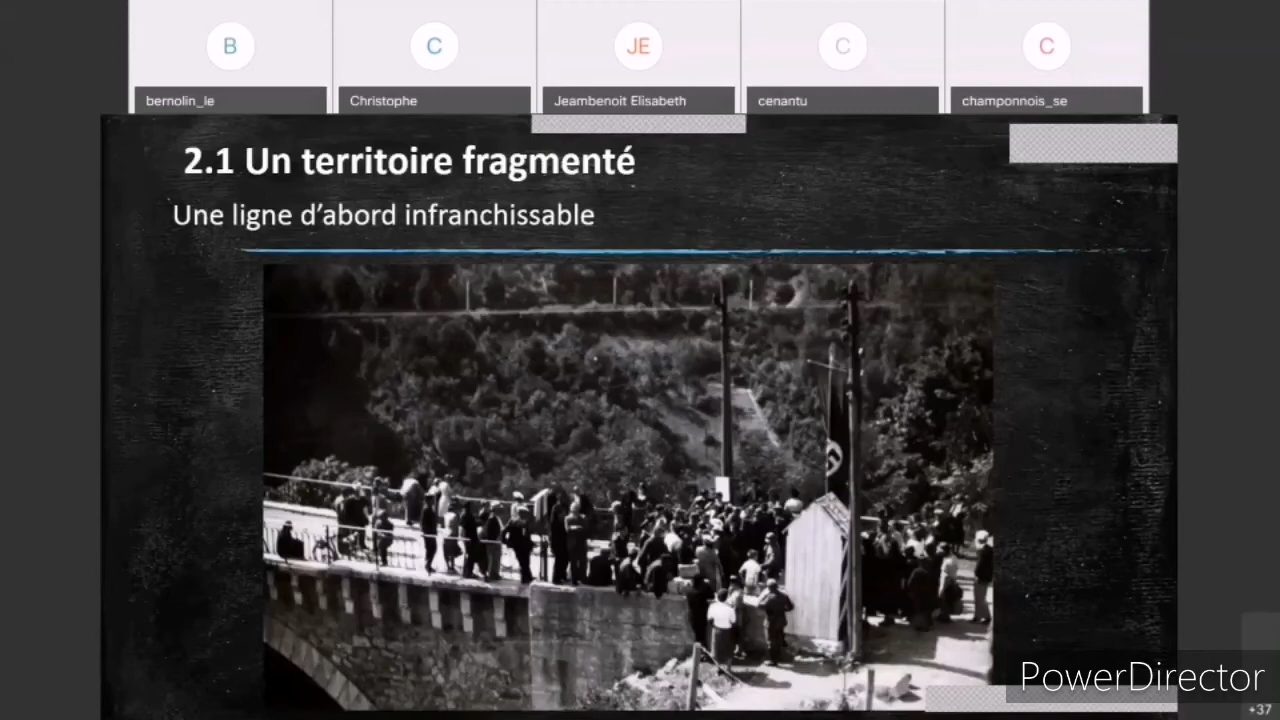 B
C
JE
C
C
bernolin_le
Christophe
Jeambenoit Elisabeth
cenantu
champonnois_se
2.1 Un territoire fragmenté
Une ligne d’abord infranchissable
PowerDirector
+37